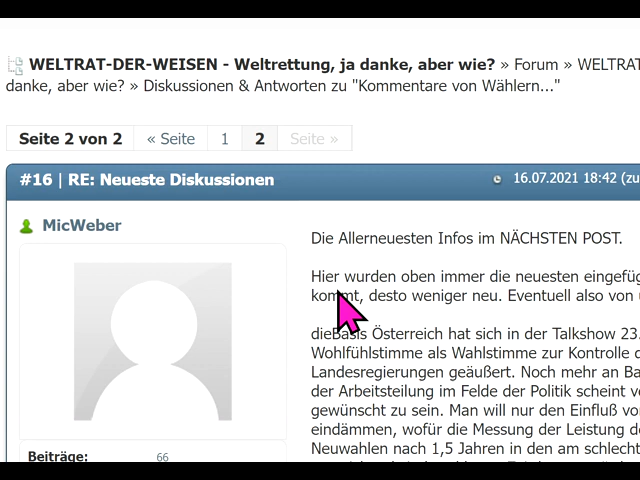 WELTRAT-DER-WEISEN - Weltrettung, ja danke, aber wie? » Forum » WELTRAT
danke, aber wie? » Diskussionen & Antworten zu "Kommentare von Wählern..."
Seite 2 von 2 « Seite 1 2 Seite »
#16 | RE: Neueste Diskussionen 16.07.2021 18:42 (zu
MicWeber
Die Allerneuesten Infos im NÄCHSTEN POST.
Hier wurden oben immer die neuesten eingefüg
kommt, desto weniger neu. Eventuell also von
dieBasis Österreich hat sich in der Talkshow 23.
Wohlfühlstimme als Wahlstimme zur Kontrolle d
Landesregierungen geäußert. Noch mehr an Ba
der Arbeitsteilung im Felde der Politik scheint v
gewünscht zu sein. Man will nur den Einfluß vo
eindämmen, wofür die Messung der Leistung d
Neuwahlen nach 1,5 Jahren in den am schlecht
Beiträge: 66